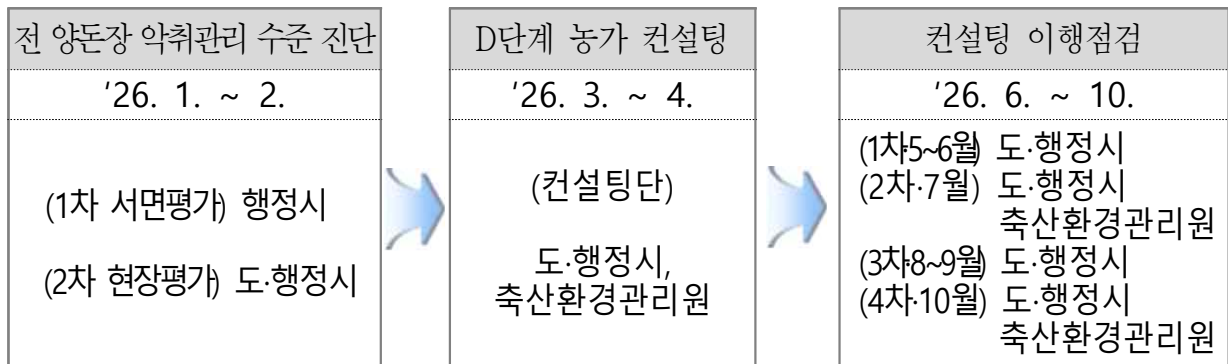 전 양돈장 악취관리 수준 진단
'26. 1. ~ 2.
(1차 서면평가) 행정시
(2차 현장평가) 도·행정시
D단계 농가 컨설팅
'26. 3. ~ 4.
(컨설팅단)
도·행정시,
축산환경관리원
컨설팅 이행점검
'26. 6. ~ 10.
(1차·5~6월) 도·행정시
(2차·7월) 도·행정시
축산환경관리원
(3차·8~9월) 도·행정시
(4차·10월) 도·행정시
축산환경관리원